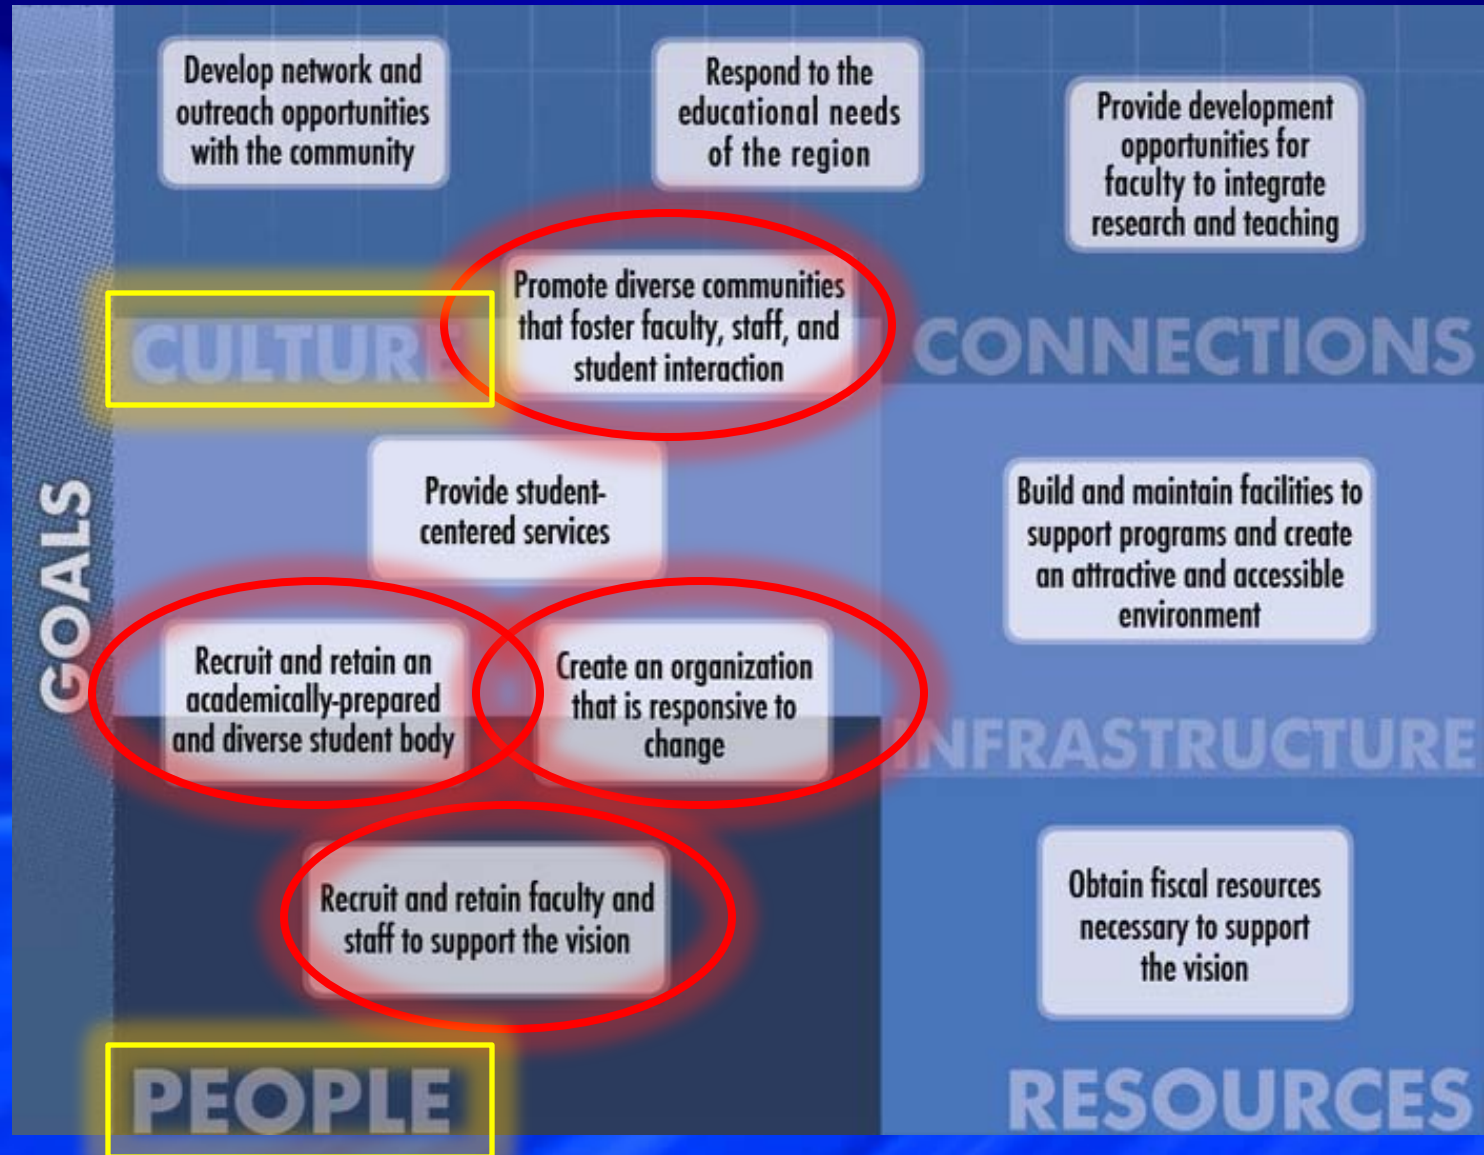 Develop network and
outreach opportunities
with the community
Respond to the
educational needs
of the region
Provide development
opportunities for
faculty to integrate
research and teaching
Promote diverse communities
that foster faculty, staff, and
student interaction
CULTURE
CONNECTIONS
Provide student-
centered services
Build and maintain facilities to
support programs and create
an attractive and accessible
environment
GOALS
Recruit and retain an
academically-prepared
and diverse student body
Create an organization
that is responsive to
change
INFRASTRUCTURE
Recruit and retain faculty and
staff to support the vision
Obtain fiscal resources
necessary to support
the vision
PEOPLE
RESOURCES